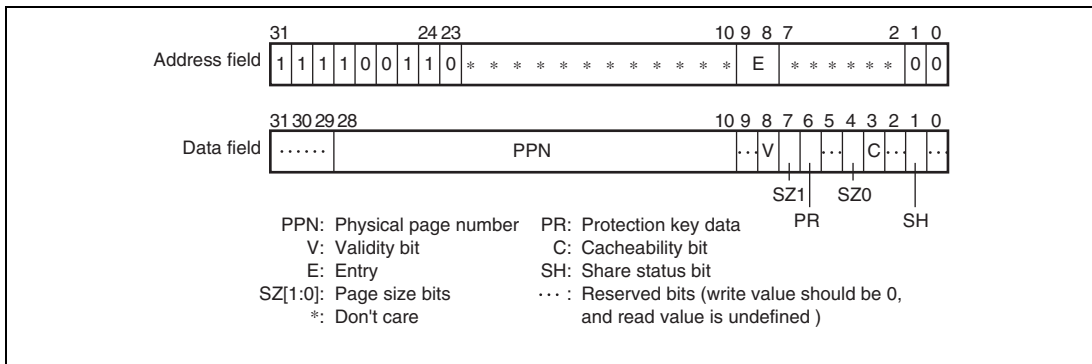 31 24 23 10 9 8 7 2 1 0
Address field 1 1 1 1 0 0 1 1 0 * * * * * * * * * * * * * E * * * * * * 0 0
31 30 29 28 10 9 8 7 6 5 4 3 2 1 0
Data field ······ PPN ··· V ··· C ··· ···
SZ1 SZ0
PR SH
PPN: Physical page number PR: Protection key data
V: Validity bit C: Cacheability bit
E: Entry SH: Share status bit
SZ[1:0]: Page size bits ··· : Reserved bits (write value should be 0,
*: Don't care and read value is undefined )